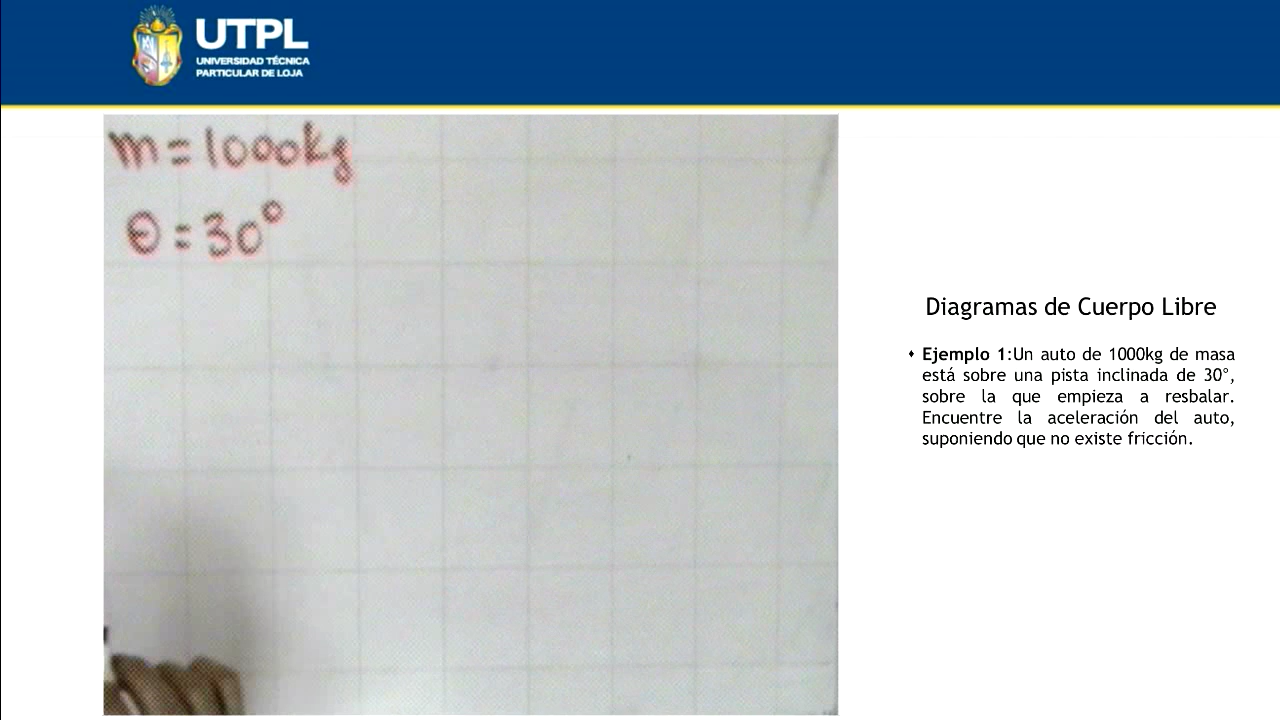 UTPL
UNIVERSIDAD TÉCNICA
PARTICULAR DE LOJA
m = 1000kg
θ = 30°
Diagramas de Cuerpo Libre
Ejemplo 1:Un auto de 1000kg de masa
está sobre una pista inclinada de 30°,
sobre la que empieza a resbalar.
Encuentre la aceleración del auto,
suponiendo que no existe fricción.